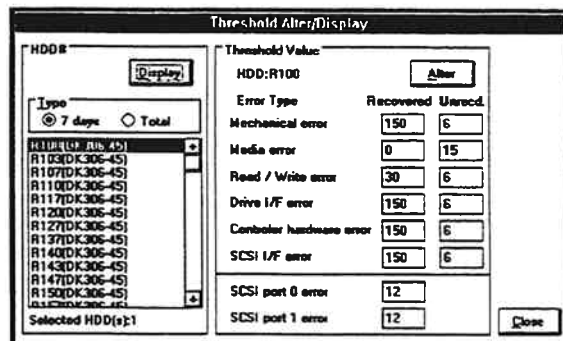 Threshold Alter/Display
HDD#
Display
Type
7 days
Total
R100[DK306-45]
R103[DK306-45]
R107[DK306-45]
R110[DK306-45]
R117[DK306-45]
R120[DK306-45]
R127[DK306-45]
R137[DK306-45]
R140[DK306-45]
R143[DK306-45]
R147[DK306-45]
R150[DK306-45]
Selected HDD(s):1
Threshold Value
HDD:R100
Alter
Error Type Recovered Unrecd.
Mechanical error 150 6
Media error 0 15
Read / Write error 30 6
Drive I/F error 150 6
Controler hardware error 150 6
SCSI I/F error 150 6
SCSI port 0 error 12
SCSI port 1 error 12
Close